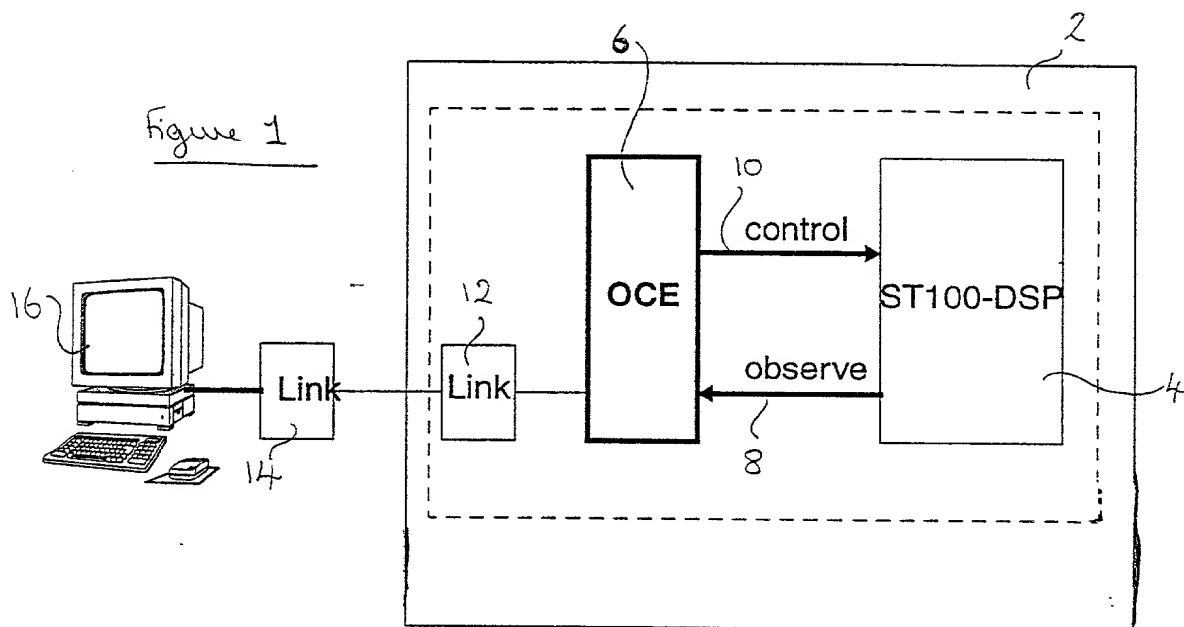 6
2
Figure 1
10
control
OCE
ST100-DSP
16
12
Link
Link
observe
4
14
8